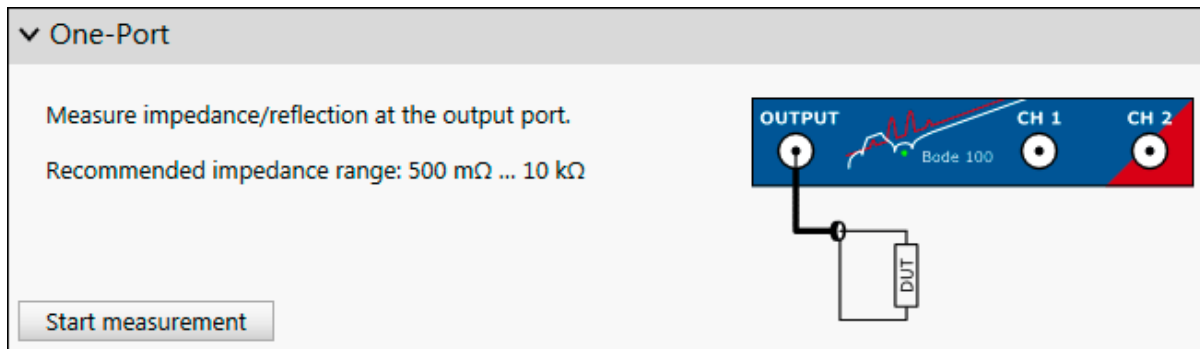 One-Port
Measure impedance/reflection at the output port.
Recommended impedance range: 500 mΩ ... 10 kΩ
OUTPUT
CH 1
CH 2
Bode 100
DUT
Start measurement